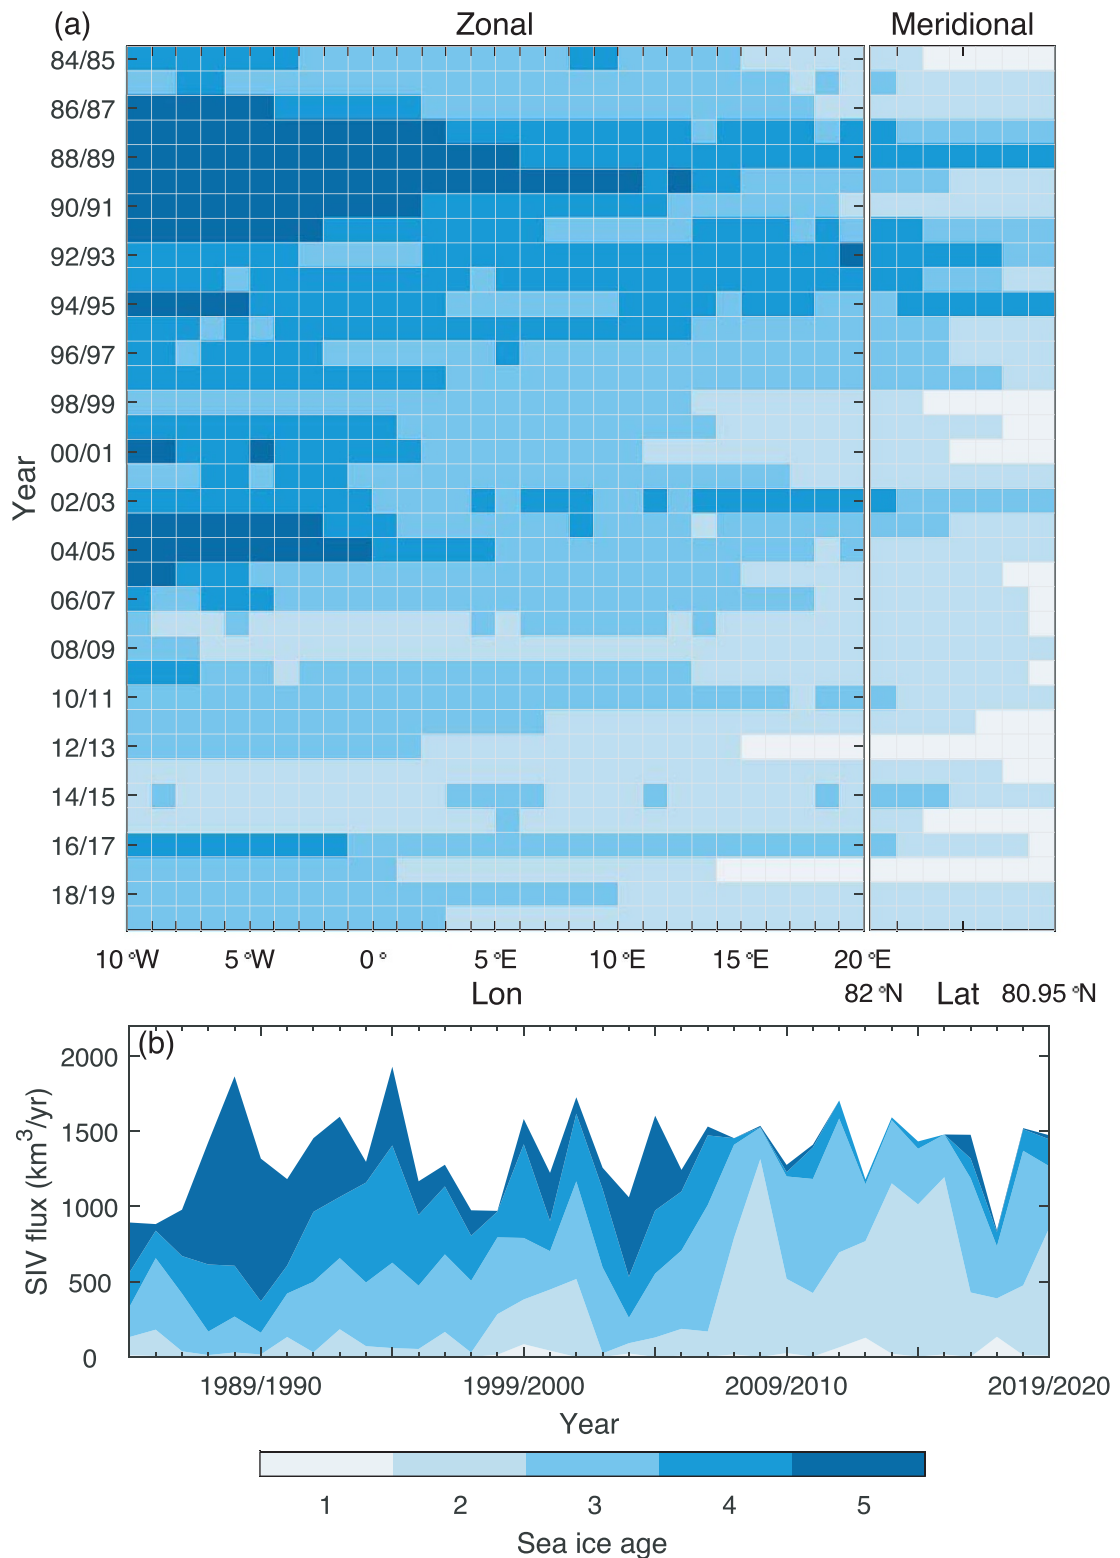 (a) Zonal Meridional
84/85
86/87
88/89
90/91
92/93
94/95
96/97
98/99
00/01
02/03
04/05
06/07
08/09
10/11
12/13
14/15
16/17
18/19
Year
10 °W 5 °W 0 ° 5 °E 10 °E 15 °E 20 °E
Lon 82 °N Lat 80.95 °N
(b)
2000
1500
1000
500
0
SIV flux (km³/yr)
1989/1990 1999/2000 2009/2010 2019/2020
Year
1 2 3 4 5
Sea ice age